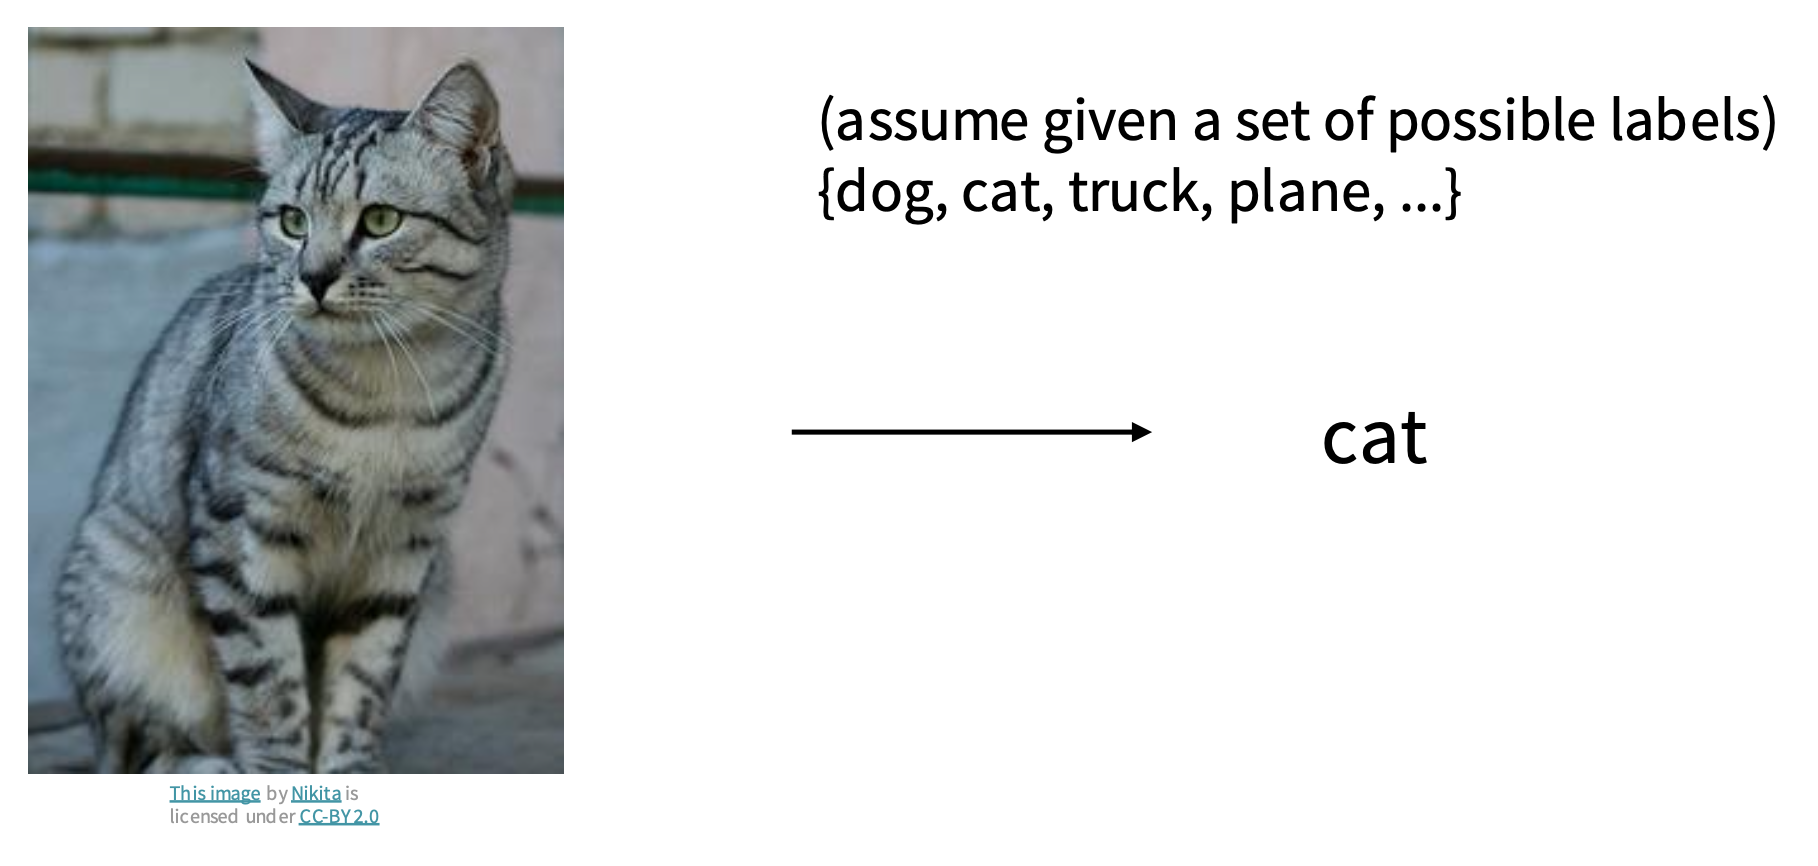 (assume given a set of possible labels)
{dog, cat, truck, plane, ...}
cat
This image by Nikita is
licensed under CC-BY 2.0